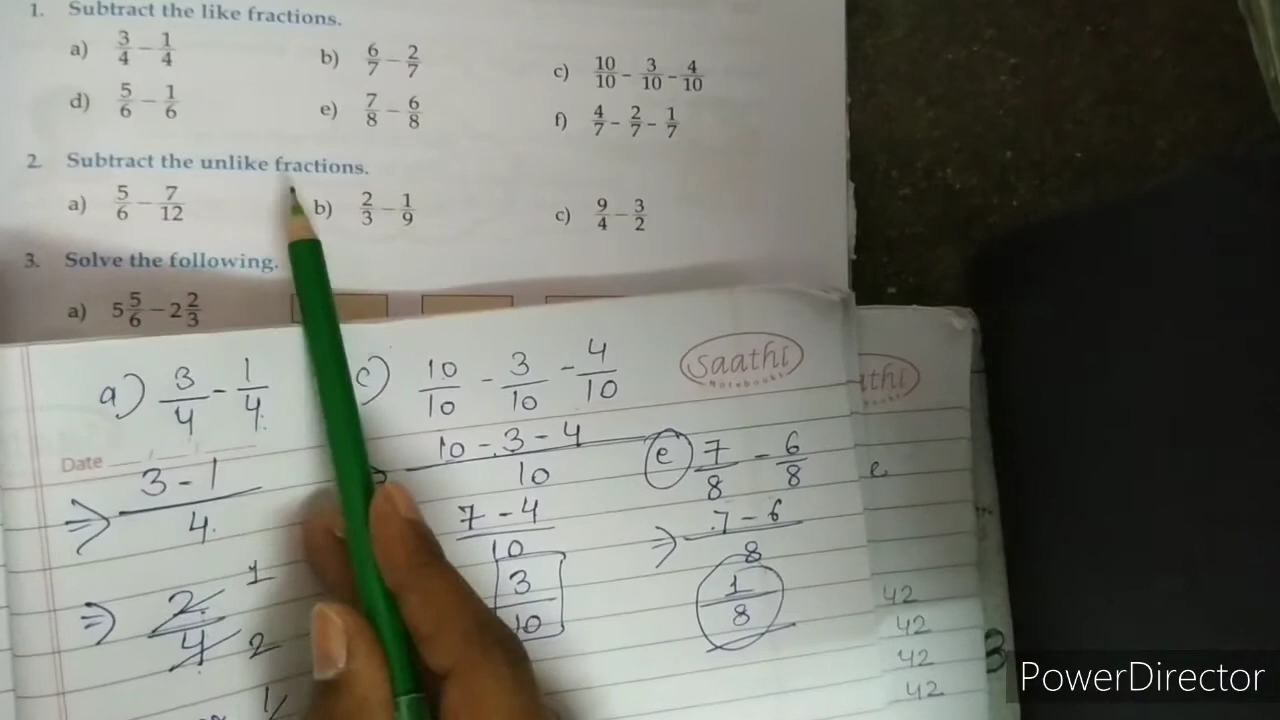 1. Subtract the like fractions.
a) 3/4 - 1/4 b) 6/7 - 2/7 c) 10/10 - 3/10 - 4/10
d) 5/6 - 1/6 e) 7/8 - 6/8 f) 4/7 - 2/7 - 1/7
2. Subtract the unlike fractions.
a) 5/6 - 7/12 b) 2/3 - 1/9 c) 9/4 - 3/2
3. Solve the following.
a) 5 5/6 - 2 2/3
Saathi
Notebooks
athi
Date
a) 3/4 - 1/4
⇒ 3 - 1/4
⇒ 2/4 1 2
1/
c) 10/10 - 3/10 - 4/10
10 - 3 - 4/10
7 - 4/10
3/10
e 7/8 - 6/8
⇒ 7 - 6/8
1/8
e
42
42
42
42
3
PowerDirector